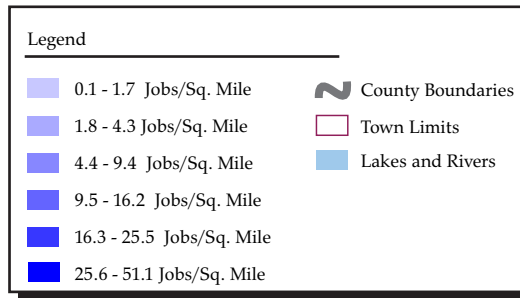 Legend
0.1 - 1.7 Jobs/Sq. Mile
1.8 - 4.3 Jobs/Sq. Mile
4.4 - 9.4 Jobs/Sq. Mile
9.5 - 16.2 Jobs/Sq. Mile
16.3 - 25.5 Jobs/Sq. Mile
25.6 - 51.1 Jobs/Sq. Mile
County Boundaries
Town Limits
Lakes and Rivers